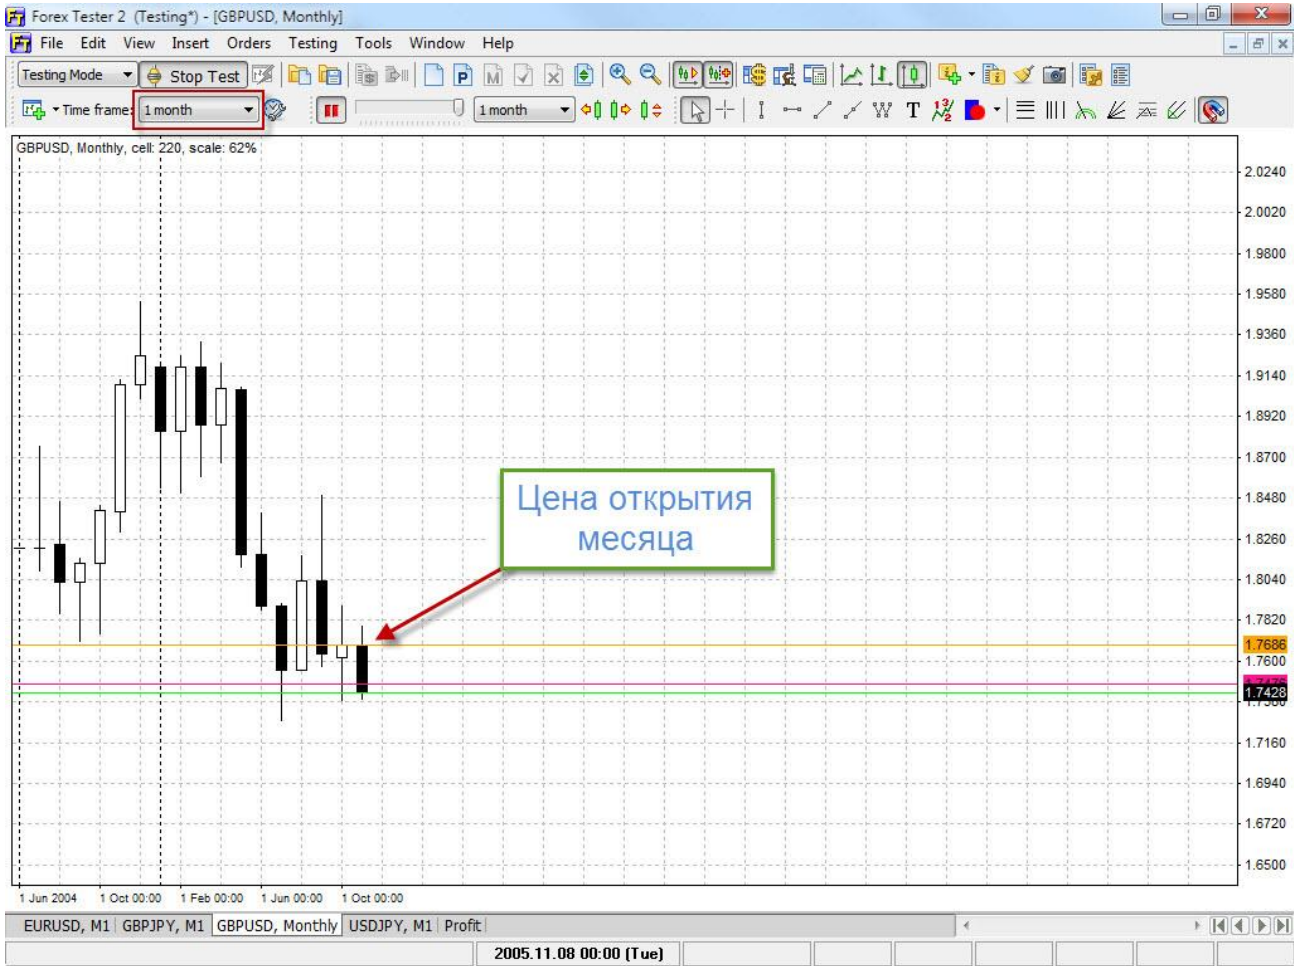 Forex Tester 2 (Testing*) - [GBPUSD, Monthly]
File Edit View Insert Orders Testing Tools Window Help
Testing Mode Stop Test
Time frame: 1 month 1 month
GBPUSD, Monthly, cell: 220, scale: 62%
2.0240
2.0020
1.9800
1.9580
1.9360
1.9140
1.8920
1.8700
Цена открытия
месяца
1.8480
1.8260
1.8040
1.7820
1.7686
1.7600
1.7428
1.7160
1.6940
1.6720
1.6500
1 Jun 2004 1 Oct 00:00 1 Feb 00:00 1 Jun 00:00 1 Oct 00:00
EURUSD, M1 GBPJPY, M1 GBPUSD, Monthly USDJPY, M1 Profit
2005.11.08 00:00 (Tue)